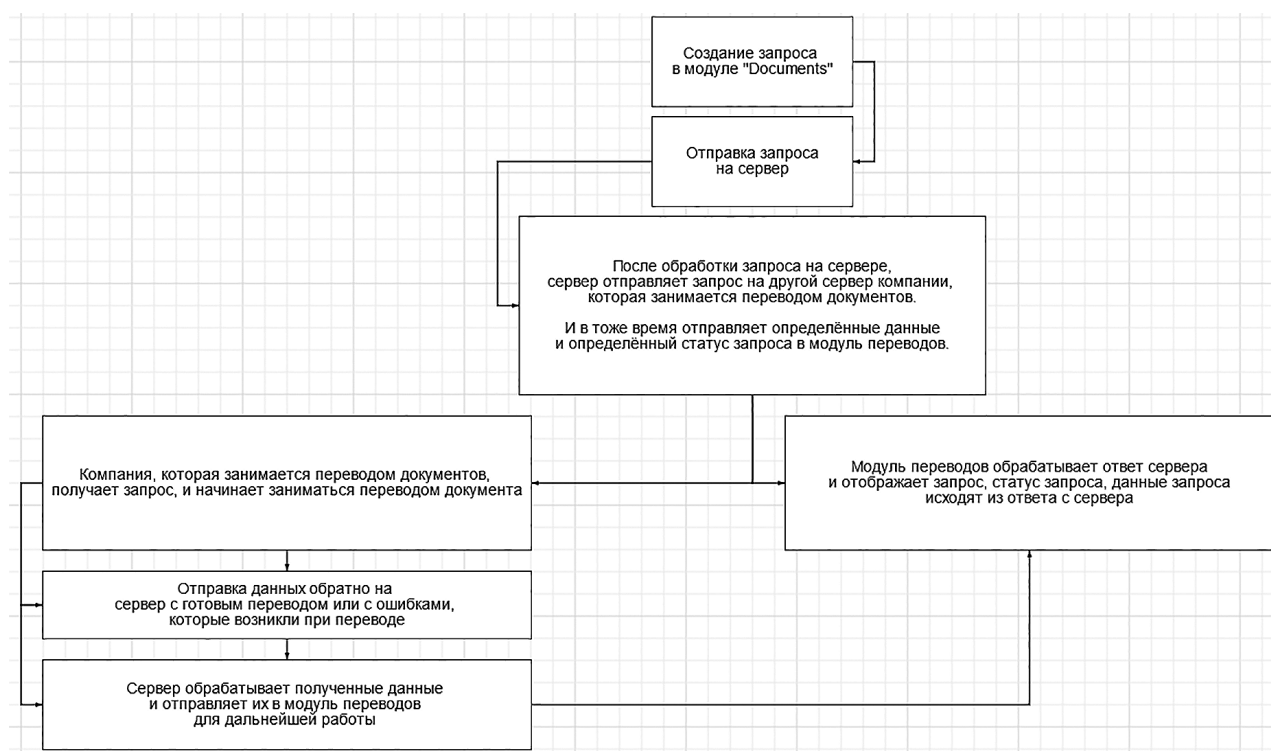 Создание запроса
в модуле "Documents"
Отправка запроса
на сервер
После обработки запроса на сервере,
сервер отправляет запрос на другой сервер компании,
которая занимается переводом документов.
И в тоже время отправляет определённые данные
и определённый статус запроса в модуль переводов.
Компания, которая занимается переводом документов,
получает запрос, и начинает заниматься переводом документа
Модуль переводов обрабатывает ответ сервера
и отображает запрос, статус запроса, данные запроса
исходят из ответа с сервера
Отправка данных обратно на
сервер с готовым переводом или с ошибками,
которые возникли при переводе
Сервер обрабатывает полученные данные
и отправляет их в модуль переводов
для дальнейшей работы